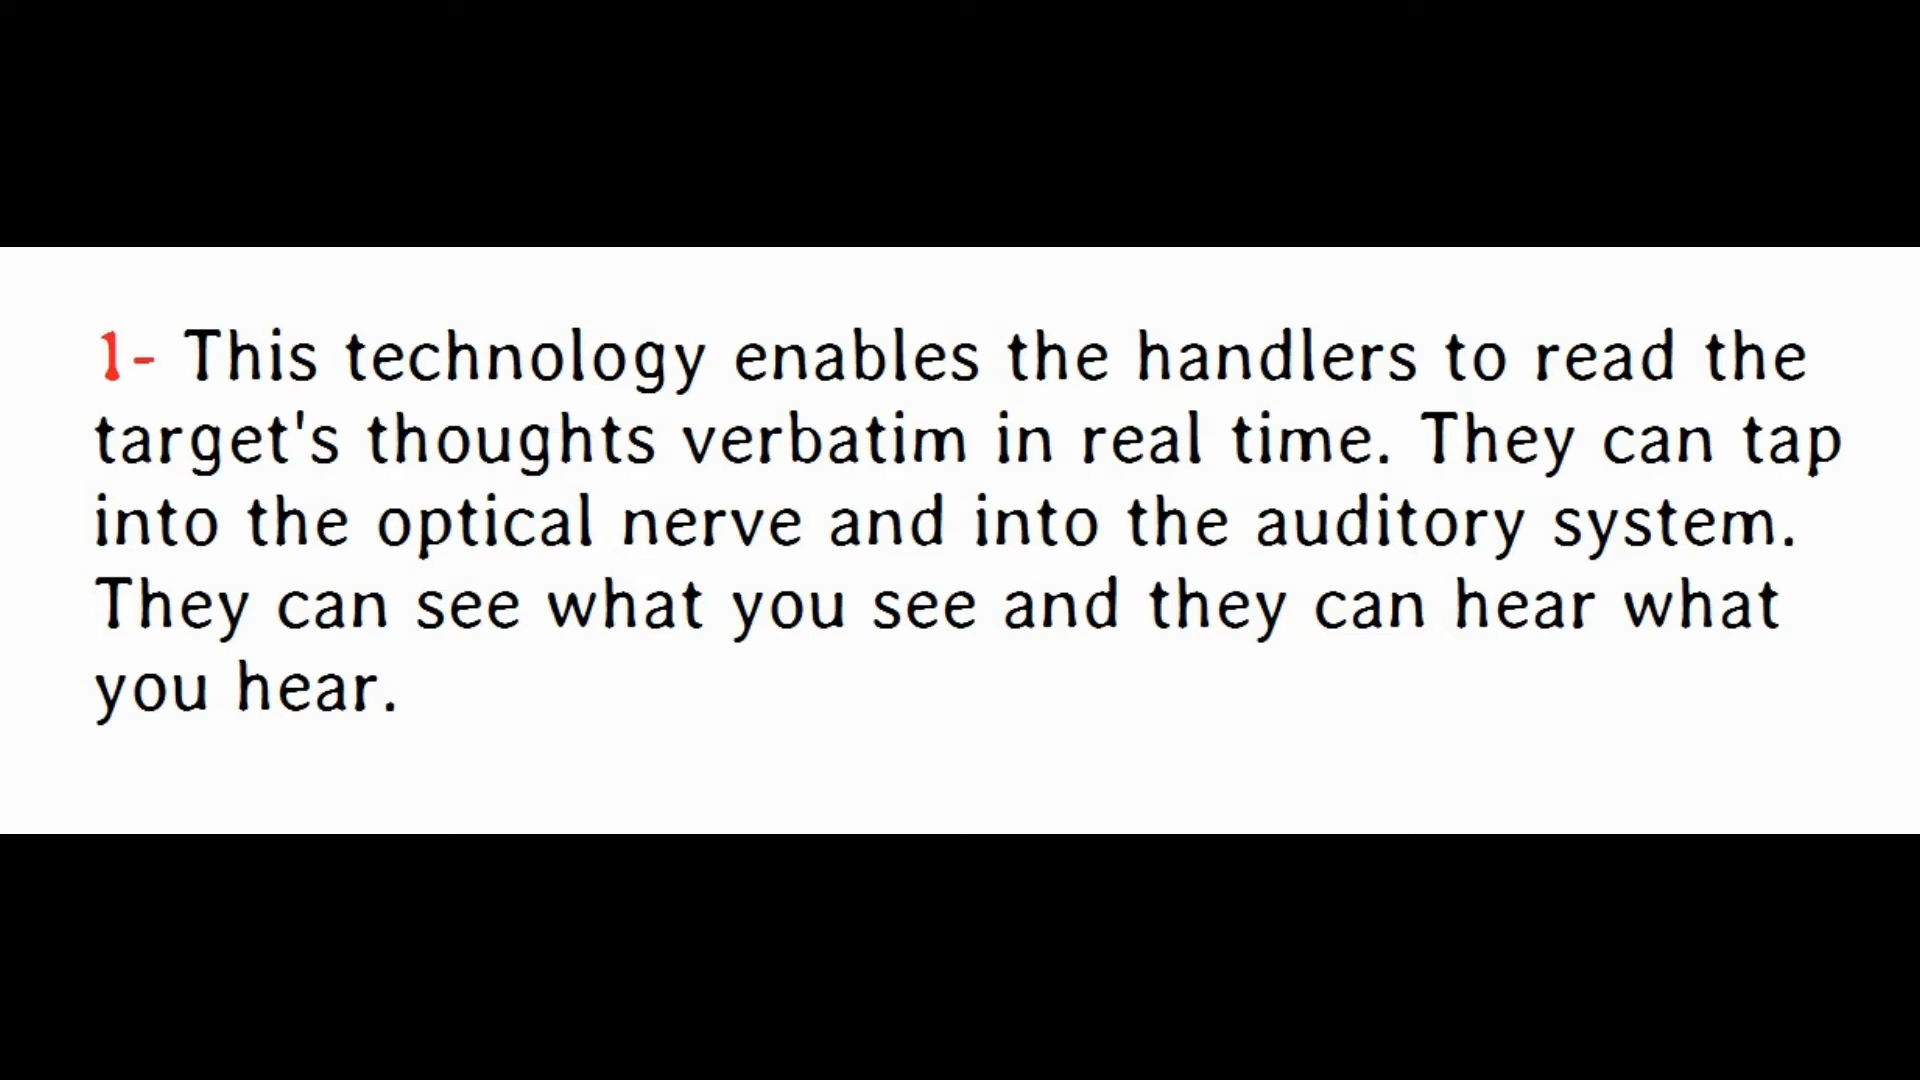 1- This technology enables the handlers to read the
target's thoughts verbatim in real time. They can tap
into the optical nerve and into the auditory system.
They can see what you see and they can hear what
you hear.